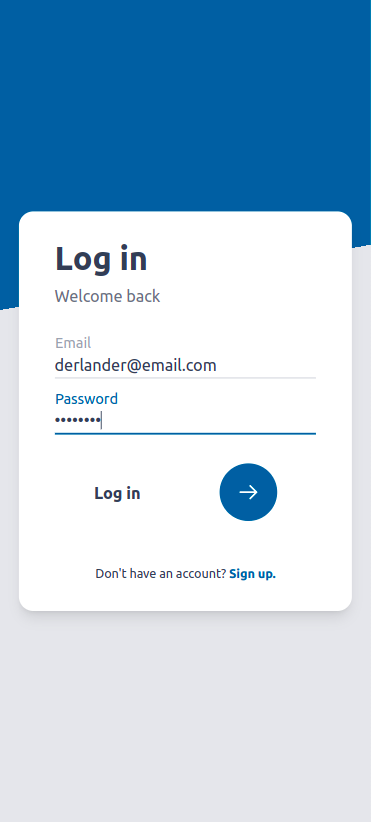 Log in
Welcome back
Email
derlander@email.com
Password
••••••••
Log in
Don't have an account? Sign up.